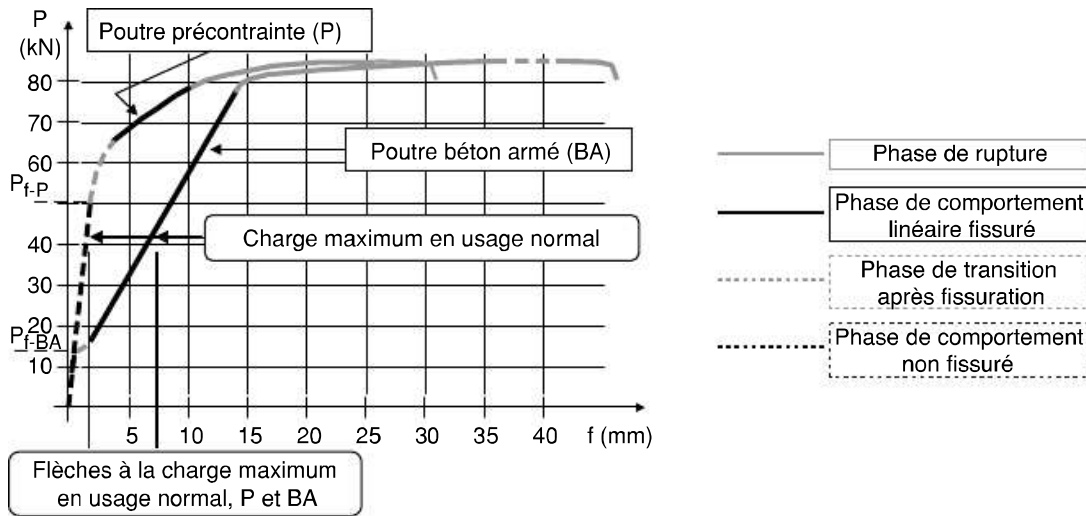 P
(kN)
Poutre précontrainte (P)
80
70
60
P f-P
40
30
20
P f-BA
10
Poutre béton armé (BA)
Charge maximum en usage normal
5 10 15 20 25 30 35 40 f (mm)
Flèches à la charge maximum
en usage normal, P et BA
Phase de rupture
Phase de comportement
linéaire fissuré
Phase de transition
après fissuration
Phase de comportement
non fissuré